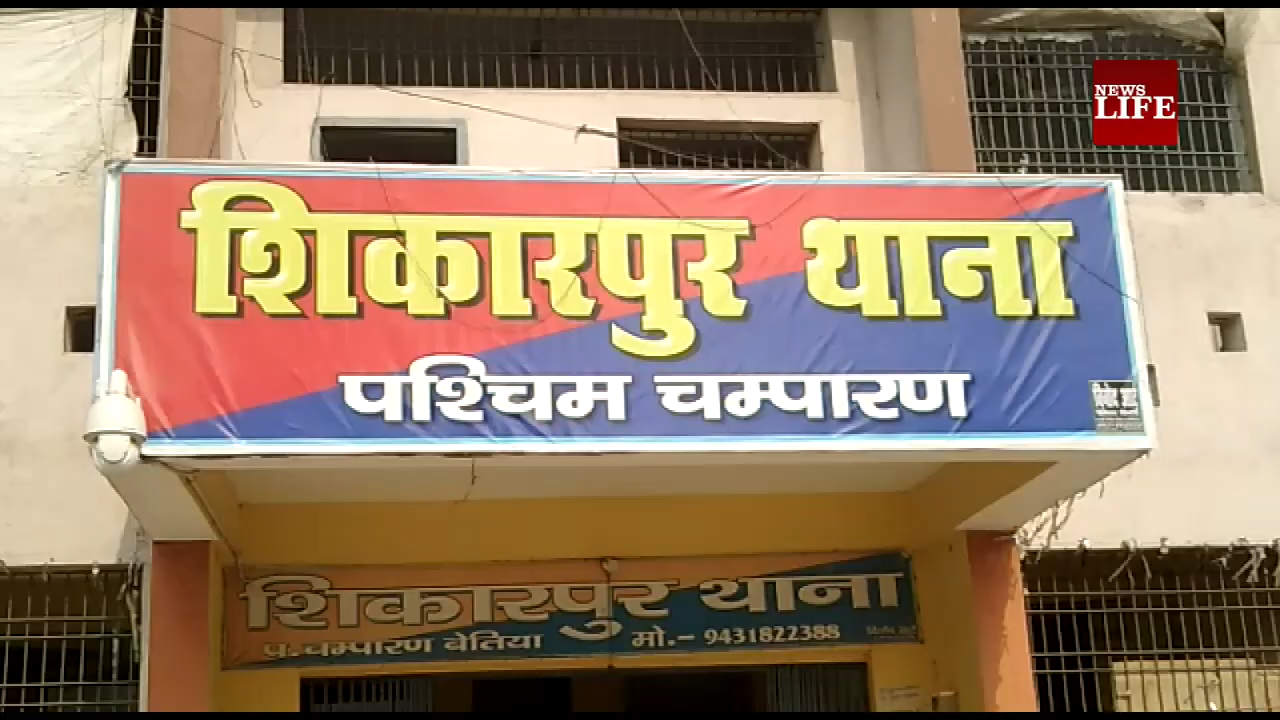 NEWS
LIFE
शिकारपुर थाना
पश्चिम चम्पारण
शिकारपुर थाना
प.चम्पारण बेतिया मो.– 9431822388